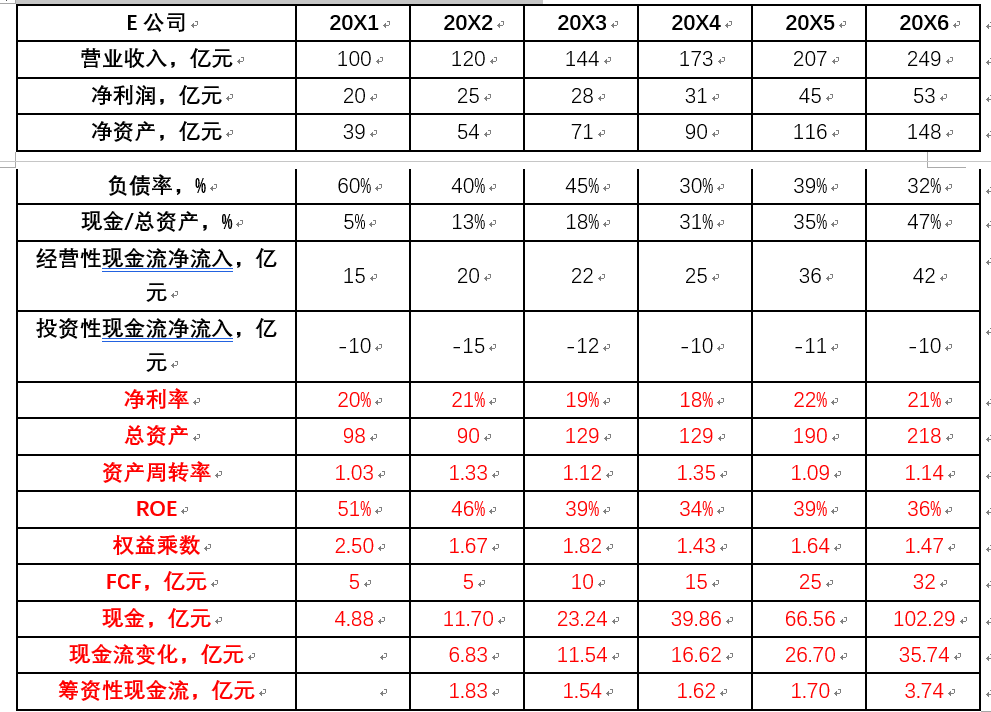 E 公司 20X1 20X2 20X3 20X4 20X5 20X6
营业收入，亿元 100 120 144 173 207 249
净利润，亿元 20 25 28 31 45 53
净资产，亿元 39 54 71 90 116 148
负债率，% 60% 40% 45% 30% 39% 32%
现金/总资产，% 5% 13% 18% 31% 35% 47%
经营性现金流净流入，亿
元 15 20 22 25 36 42
投资性现金流净流入，亿
元 -10 -15 -12 -10 -11 -10
净利率 20% 21% 19% 18% 22% 21%
总资产 98 90 129 129 190 218
资产周转率 1.03 1.33 1.12 1.35 1.09 1.14
ROE 51% 46% 39% 34% 39% 36%
权益乘数 2.50 1.67 1.82 1.43 1.64 1.47
FCF，亿元 5 5 10 15 25 32
现金，亿元 4.88 11.70 23.24 39.86 66.56 102.29
现金流变化，亿元 6.83 11.54 16.62 26.70 35.74
筹资性现金流，亿元 1.83 1.54 1.62 1.70 3.74